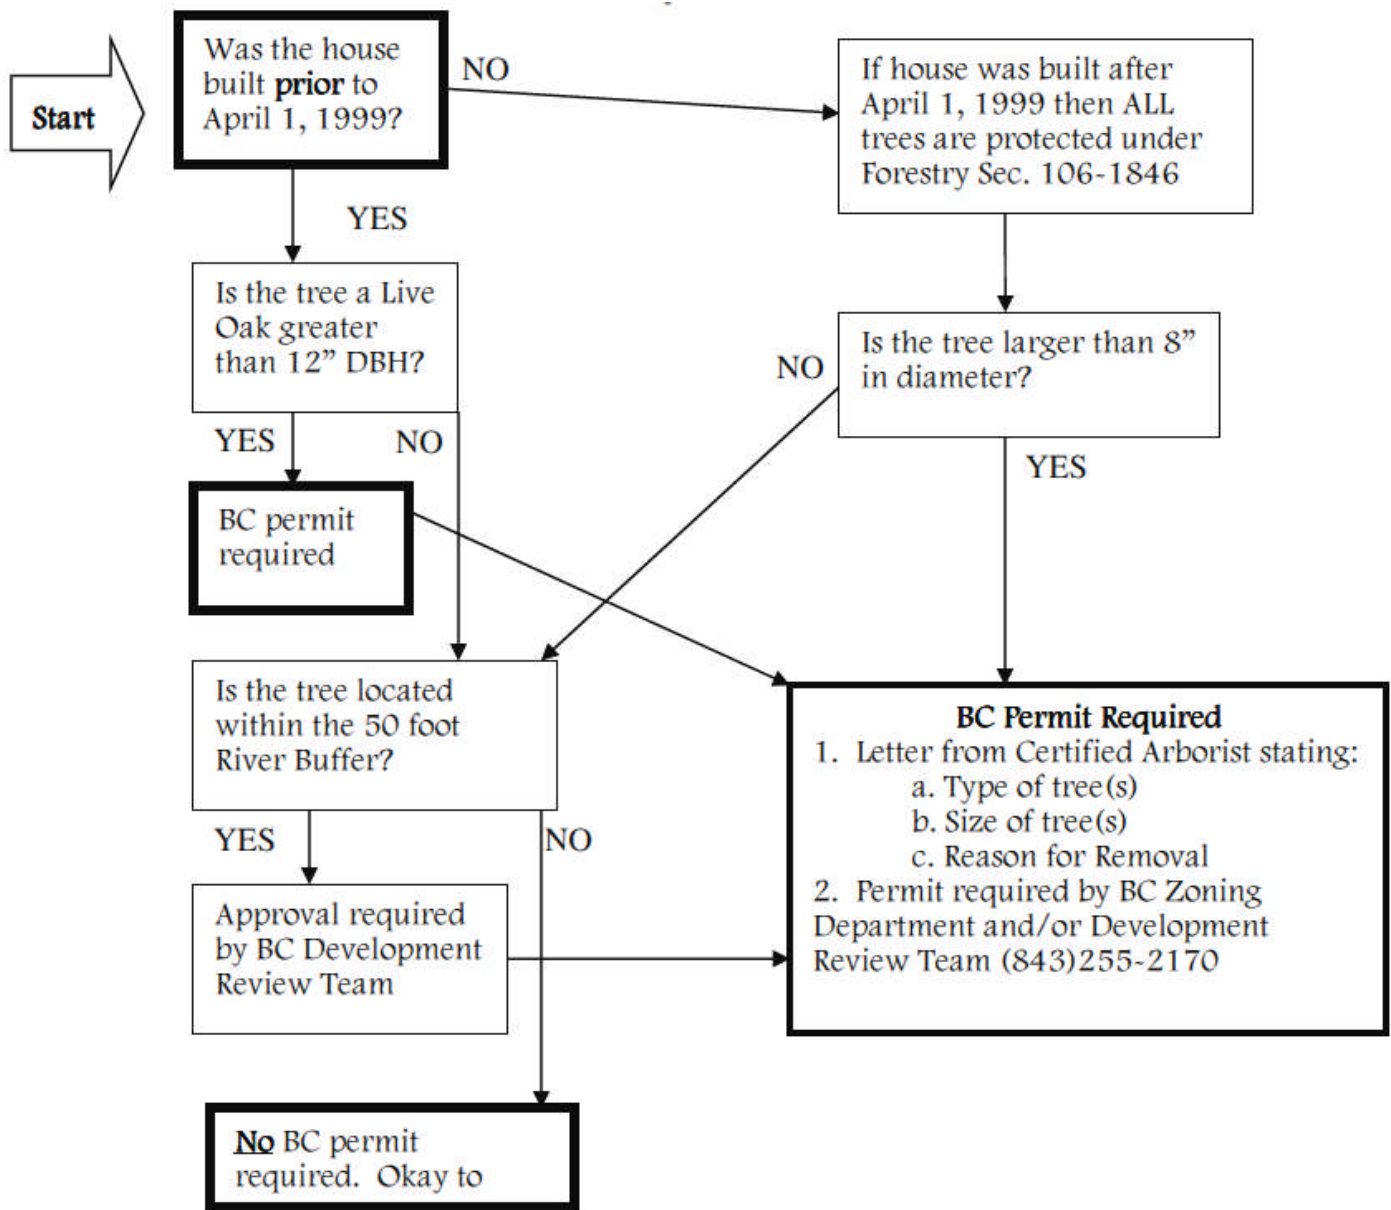 Start
Was the house
built prior to
April 1, 1999?
NO
If house was built after
April 1, 1999 then ALL
trees are protected under
Forestry Sec. 106-1846
YES
Is the tree a Live
Oak greater
than 12” DBH?
NO
Is the tree larger than 8”
in diameter?
YES
NO
YES
BC permit
required
Is the tree located
within the 50 foot
River Buffer?
BC Permit Required
1. Letter from Certified Arborist stating:
a. Type of tree(s)
b. Size of tree(s)
c. Reason for Removal
2. Permit required by BC Zoning
Department and/or Development
Review Team (843)255-2170
YES
NO
Approval required
by BC Development
Review Team
No BC permit
required. Okay to